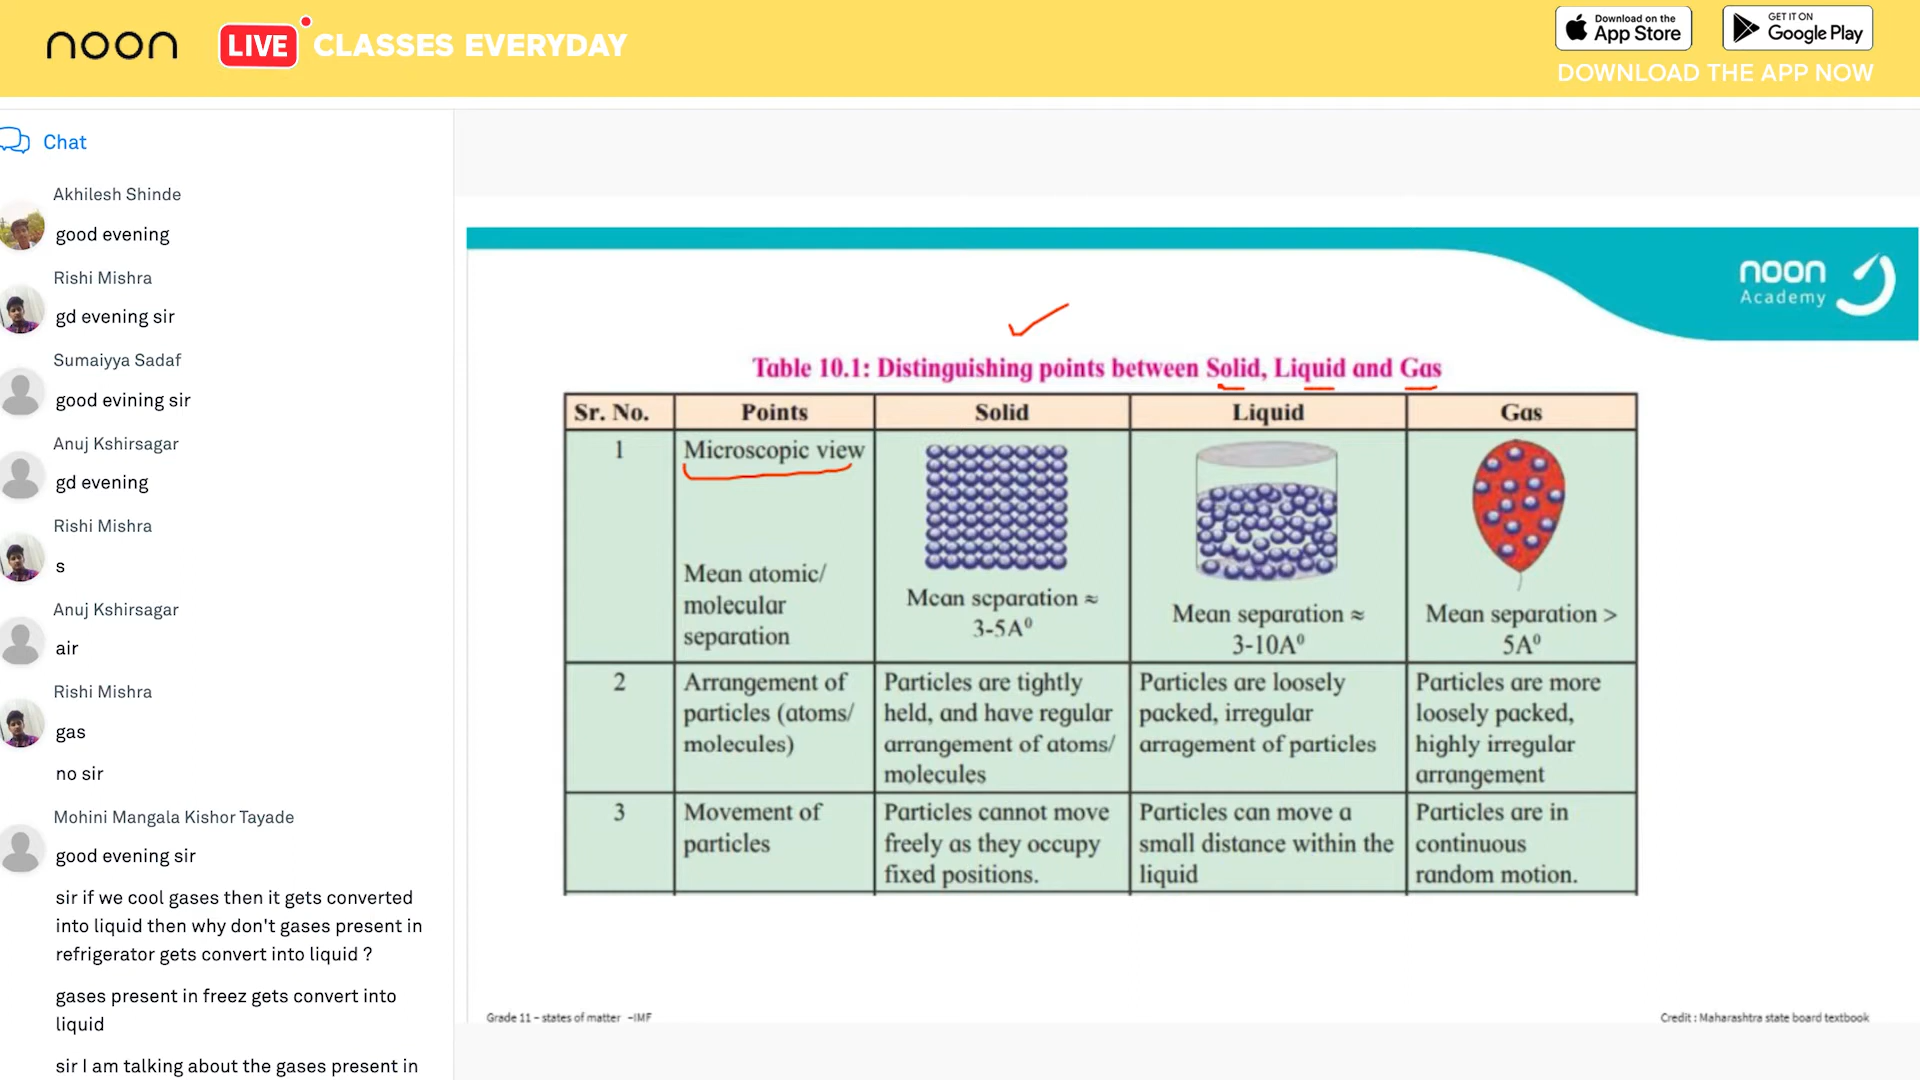 noon LIVE CLASSES EVERYDAY
Download on the App Store
GET IT ON Google Play
DOWNLOAD THE APP NOW
Chat
Akhilesh Shinde
good evening
Rishi Mishra
gd evening sir
Sumaiyya Sadaf
good evining sir
Anuj Kshirsagar
gd evening
Rishi Mishra
s
Anuj Kshirsagar
air
Rishi Mishra
gas
no sir
Mohini Mangala Kishor Tayade
good evening sir
sir if we cool gases then it gets converted
into liquid then why don't gases present in
refrigerator gets convert into liquid ?
gases present in freez gets convert into
liquid
sir I am talking about the gases present in
noon
Academy
Table 10.1: Distinguishing points between Solid, Liquid and Gas
Sr. No. Points Solid Liquid Gas
1 Microscopic view
Mean atomic/
molecular
separation
Mean separation ≈
3-5A⁰
Mean separation ≈
3-10A⁰
Mean separation >
5A⁰
2 Arrangement of
particles (atoms/
molecules)
Particles are tightly
held, and have regular
arrangement of atoms/
molecules
Particles are loosely
packed, irregular
arragement of particles
Particles are more
loosely packed,
highly irregular
arrangement
3 Movement of
particles
Particles cannot move
freely as they occupy
fixed positions.
Particles can move a
small distance within the
liquid
Particles are in
continuous
random motion.
Grade 11 – states of matter –IMF
Credit : Maharashtra state board textbook